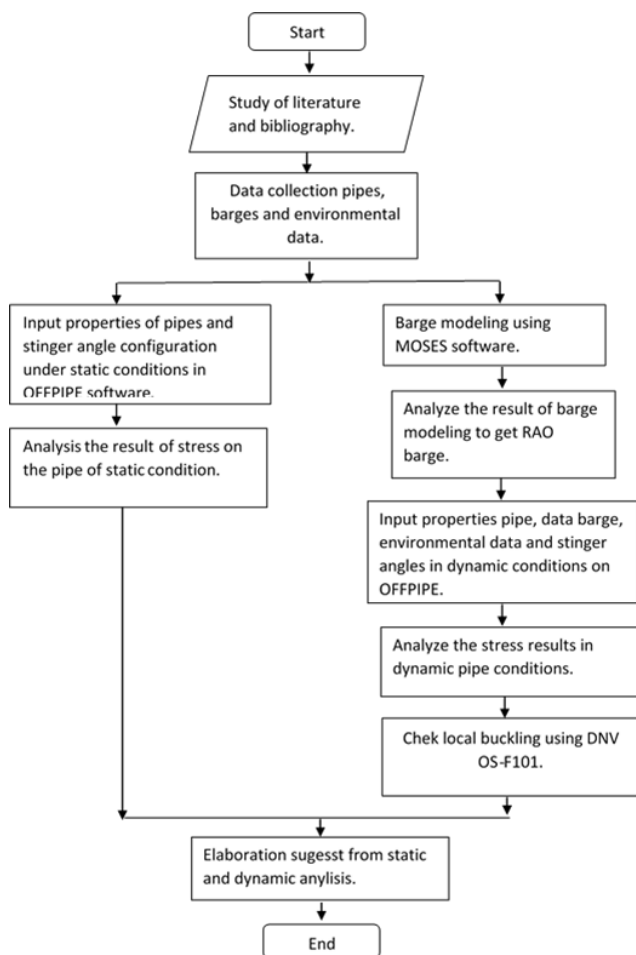 Start
Study of literature
and bibliography.
Data collection pipes,
barges and environmental
data.
Input properties of pipes and
stinger angle configuration
under static conditions in
OFFPIPE software.
Barge modeling using
MOSES software.
Analysis the result of stress on
the pipe of static condition.
Analyze the result of barge
modeling to get RAO
barge.
Input properties pipe, data barge,
environmental data and stinger
angles in dynamic conditions on
OFFPIPE.
Analyze the stress results in
dynamic pipe conditions.
Chek local buckling using DNV
OS-F101.
Elaboration sugesst from static
and dynamic anylisis.
End